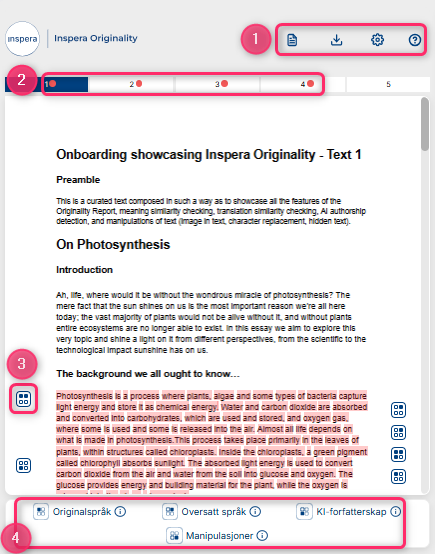 1
inspera
Inspera Originality
2
1 2 3 4 5
Onboarding showcasing Inspera Originality - Text 1
Preamble
This is a curated text composed in such a way as to showcase all the features of the
Originality Report, meaning similarity checking, translation similarity checking, AI authorship
detection, and manipulations of text (image in text, character replacement, hidden text).
On Photosynthesis
Introduction
Ah, life, where would it be without the wondrous miracle of photosynthesis? The
mere fact that the sun shines on us is the most important reason we're all here
today; the vast majority of plants would not be alive without it, and without plants
entire ecosystems are no longer able to exist. In this essay we aim to explore this
very topic and shine a light on it from different perspectives, from the scientific to the
technological impact sunshine has on us.
The background we all ought to know…
3
Photosynthesis is a process where plants, algae and some types of bacteria capture
light energy and store it as chemical energy. Water and carbon dioxide are absorbed
and converted into carbohydrates, which are used and stored, and oxygen gas,
where some is used and some is released into the air. Almost all life depends on
what is made in photosynthesis.This process takes place primarily in the leaves of
plants, within structures called chloroplasts. Inside the chloroplasts, a green pigment
called chlorophyll absorbs sunlight. The absorbed light energy is used to convert
carbon dioxide from the air and water from the soil into glucose and oxygen. The
glucose provides energy and building material for the plant, while the oxygen is
Originalspråk Oversatt språk KI-forfatterskap
4
Manipulasjoner